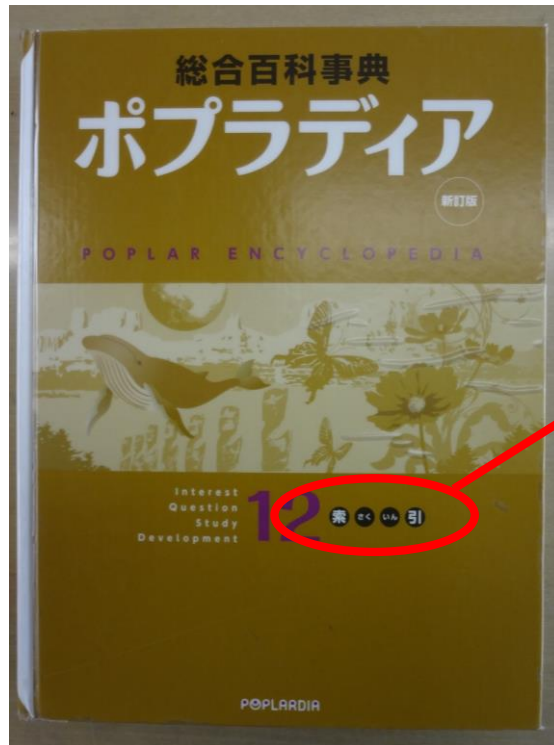 総合百科事典
ポプラディア
新訂版
POPLAR ENCYCLOPEDIA
Interest
Question
Study
Development
12 索 さく いん 引
POPLARDIA